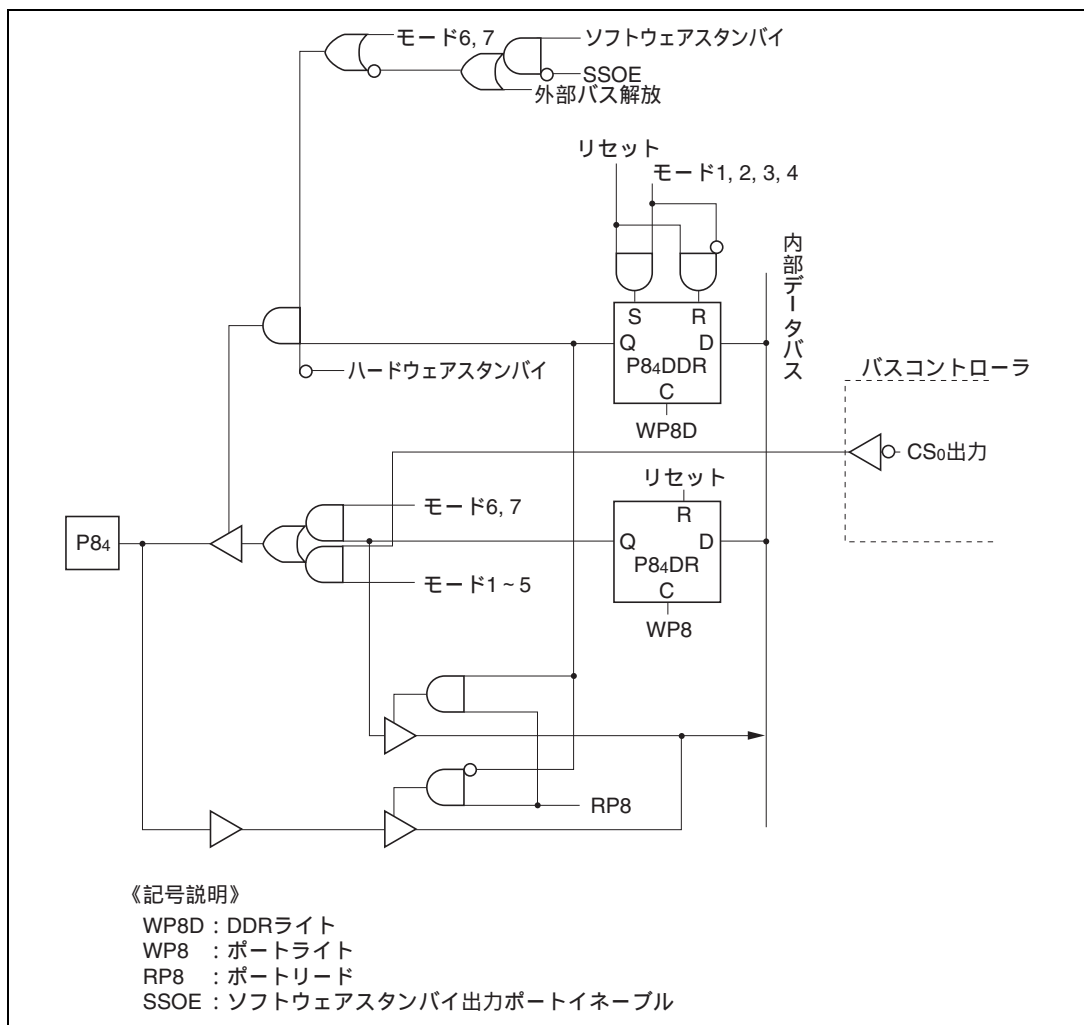 モード6, 7
ソフトウェアスタンバイ
SSOE
外部バス解放
リセット
モード1, 2, 3, 4
内部データバス
S R
Q D
P84DDR
C
WP8D
ハードウェアスタンバイ
バスコントローラ
CS0出力
リセット
モード6, 7
R
P84
Q D
P84DR
C
モード1~5
WP8
RP8
《記号説明》
WP8D : DDRライト
WP8 : ポートライト
RP8 : ポートリード
SSOE : ソフトウェアスタンバイ出力ポートイネーブル